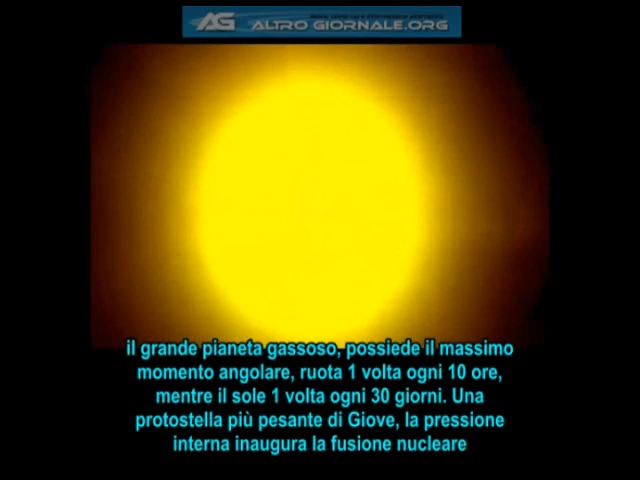 AG ALTRO GIORNALE.ORG
il grande pianeta gassoso, possiede il massimo
momento angolare, ruota 1 volta ogni 10 ore,
mentre il sole 1 volta ogni 30 giorni. Una
protostella più pesante di Giove, la pressione
interna inaugura la fusione nucleare